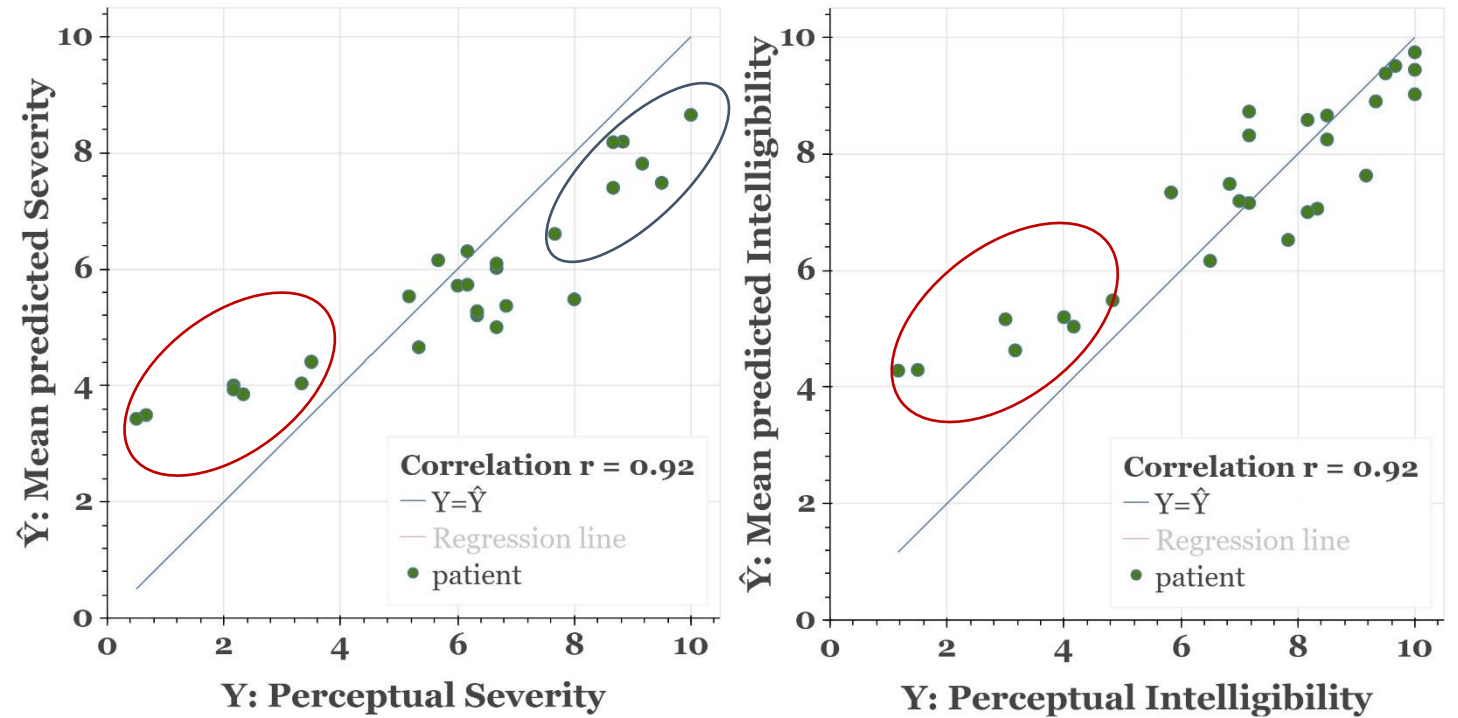 Ŷ: Mean predicted Severity
10
8
6
4
2
0
0 2 4 6 8 10
Y: Perceptual Severity
Correlation r = 0.92
Y=Ŷ
Regression line
patient
Ŷ: Mean predicted Intelligibility
10
8
6
4
2
0
0 2 4 6 8 10
Y: Perceptual Intelligibility
Correlation r = 0.92
Y=Ŷ
Regression line
patient